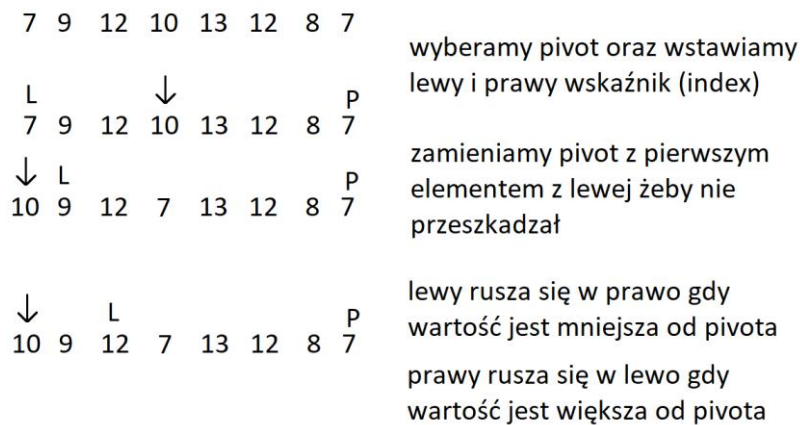 7 9 12 10 13 12 8 7
wyberamy pivot oraz wstawiamy
lewy i prawy wskaźnik (index)
L ↓ P
7 9 12 10 13 12 8 7
zamieniamy pivot z pierwszym
elementem z lewej żeby nie
przeszkadzał
↓ L P
10 9 12 7 13 12 8 7
lewy rusza się w prawo gdy
wartość jest mniejsza od pivota
↓ L P
10 9 12 7 13 12 8 7
prawy rusza się w lewo gdy
wartość jest większa od pivota